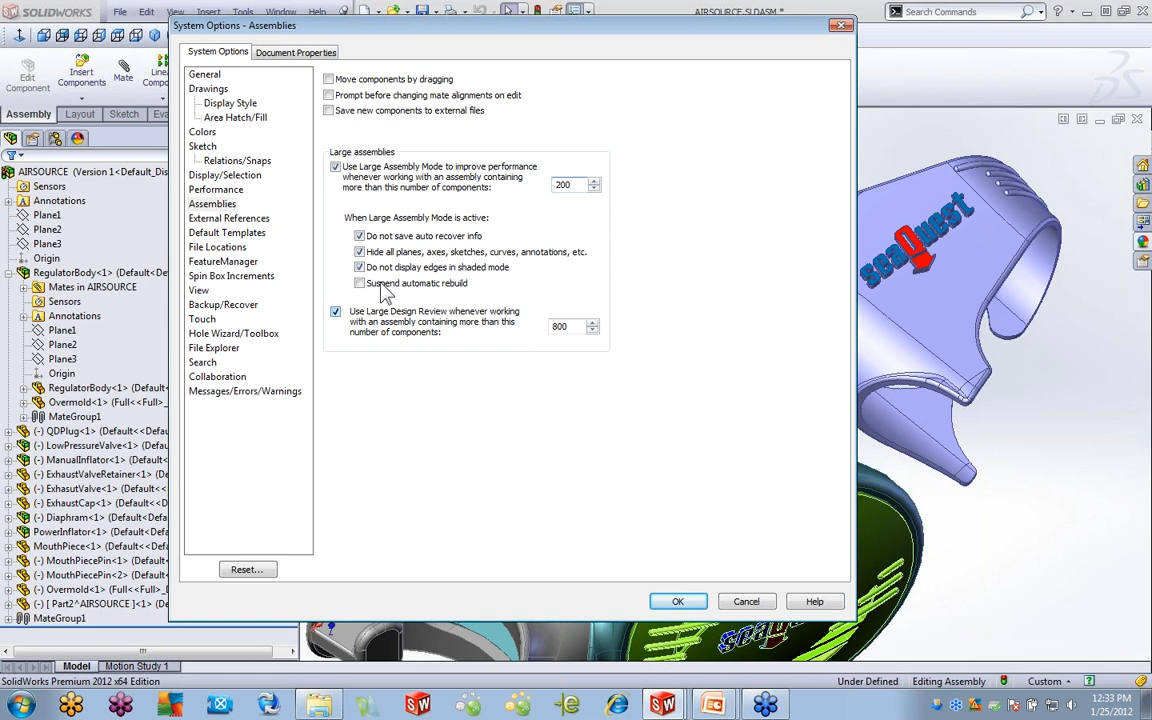 SOLIDWORKS
File
Edit
View
Insert
Tools
Window
Help
AIRSOURCE.SLDASM *
Search Commands
System Options - Assemblies
System Options
Document Properties
Edit
Component
Insert
Components
Mate
Linea
Compo
Assembly
Layout
Sketch
Eva
General
Drawings
Display Style
Area Hatch/Fill
Colors
Sketch
Relations/Snaps
Display/Selection
Performance
Assemblies
External References
Default Templates
File Locations
FeatureManager
Spin Box Increments
View
Backup/Recover
Touch
Hole Wizard/Toolbox
File Explorer
Search
Collaboration
Messages/Errors/Warnings
Reset...
Move components by dragging
Prompt before changing mate alignments on edit
Save new components to external files
Large assemblies
Use Large Assembly Mode to improve performance
whenever working with an assembly containing
more than this number of components:
200
When Large Assembly Mode is active:
Do not save auto recover info
Hide all planes, axes, sketches, curves, annotations, etc.
Do not display edges in shaded mode
Suspend automatic rebuild
Use Large Design Review whenever working
with an assembly containing more than this
number of components:
800
OK
Cancel
Help
AIRSOURCE (Version 1<Default_Dis
Sensors
Annotations
Plane1
Plane2
Plane3
Origin
RegulatorBody<1> (Default<Def
Mates in AIRSOURCE
Sensors
Annotations
Plane1
Plane2
Plane3
Origin
RegulatorBody<1> (Default
Overmold<1> (Full<<Full>_
MateGroup1
(-) QDPlug<1> (Default<<Defau
(-) LowPressureValve<1> (Defaul
(-) ManualInflator<1> (Default<D
(-) ExhaustValveRetainer<1> (Def
(-) ExhasutValve<1> (Default<<D
(-) ExhaustCap<1> (Default<<De
(-) Diaphram<1> (Default<<Defa
PowerInflator<1> (Default<Defa
MouthPiece<1> (Default<<Defau
(-) MouthPiecePin<1> (Default<
(-) MouthPiecePin<2> (Default<
(-) Overmold<1> (Full<<Full>_Dis
(-) [ Part2^AIRSOURCE ]<1> (Def
MateGroup1
seaQuest
seaQuest
Model
Motion Study 1
SolidWorks Premium 2012 x64 Edition
Under Defined
Editing Assembly
Custom
12:33 PM
1/25/2012